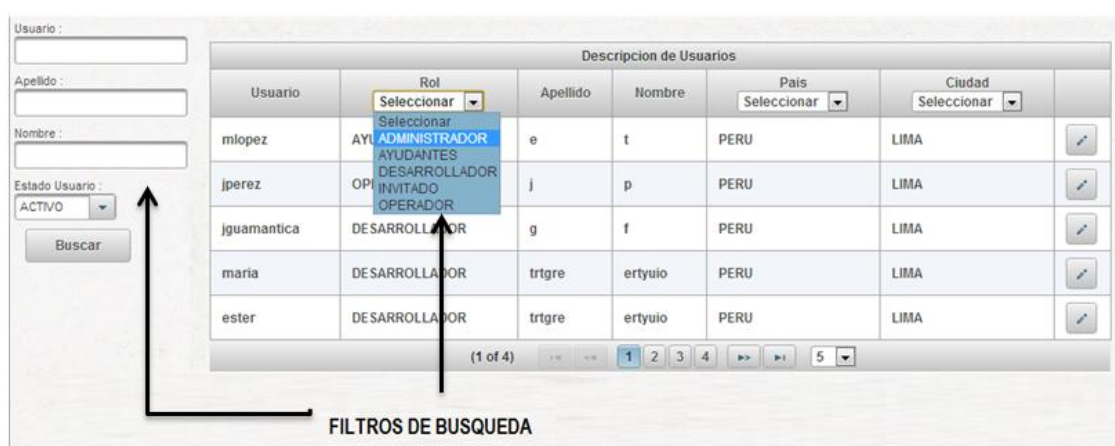 Usuario :
Apellido :
Nombre :
Estado Usuario :
ACTIVO
Buscar
Descripcion de Usuarios
Usuario Rol Apellido Nombre Pais Ciudad
Seleccionar Seleccionar Seleccionar
Seleccionar
ADMINISTRADOR
AYUDANTES
DESARROLLADOR
INVITADO
OPERADOR
mlopez AYU e t PERU LIMA
jperez OPE j p PERU LIMA
jguamantica DESARROLLADOR g f PERU LIMA
maria DESARROLLADOR trtgre ertyuio PERU LIMA
ester DESARROLLADOR trtgre ertyuio PERU LIMA
(1 of 4) 1 2 3 4 5
FILTROS DE BUSQUEDA